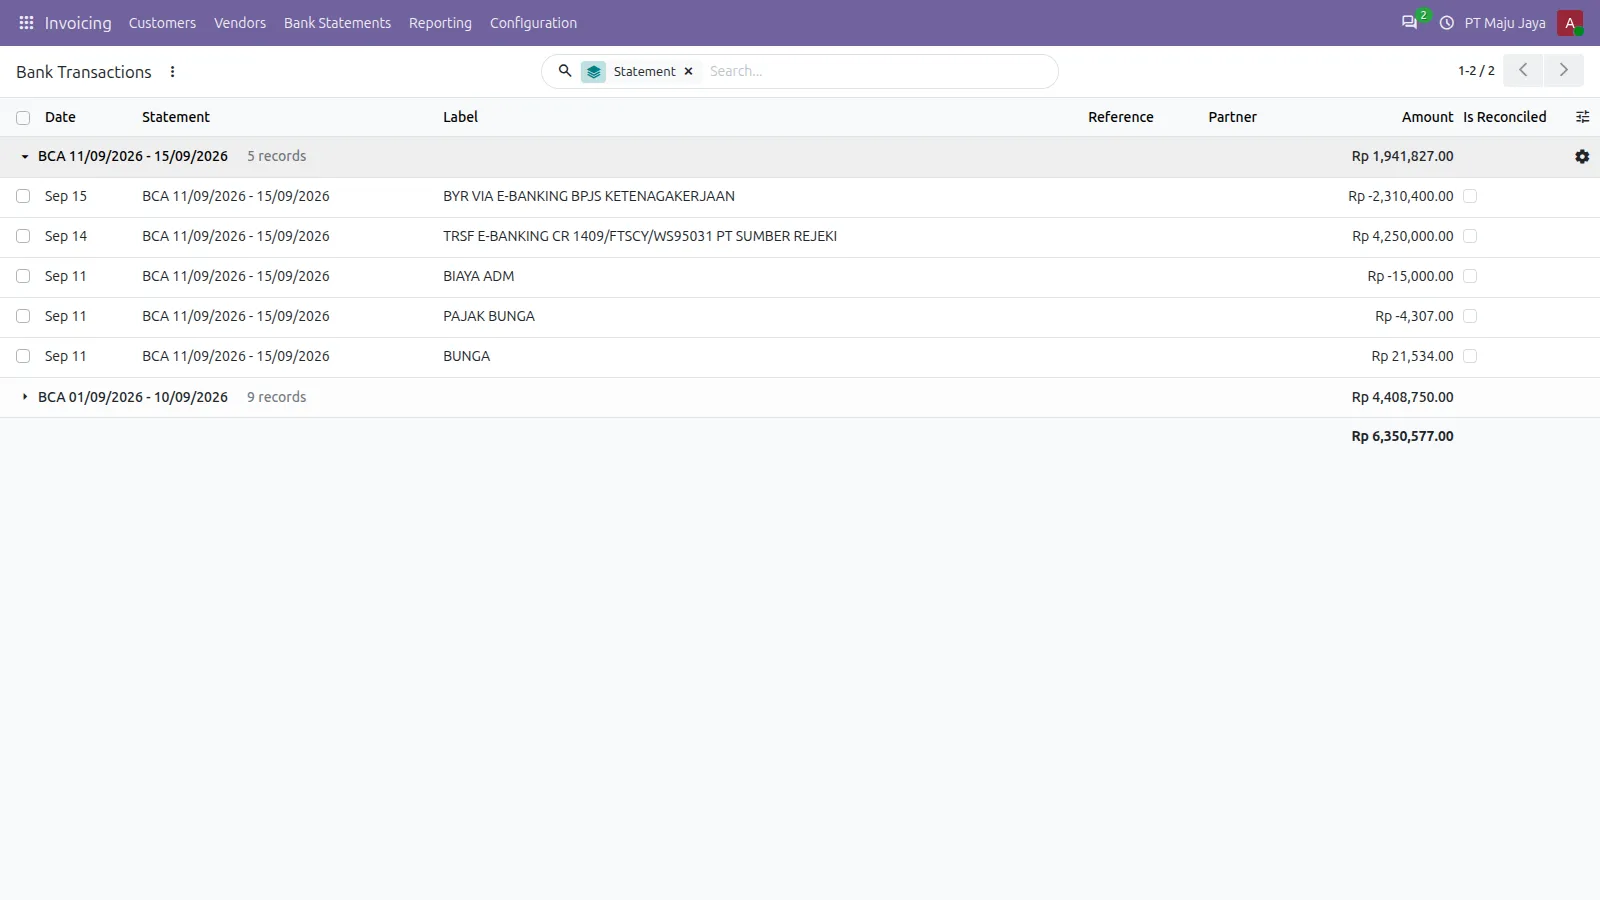 Invoicing Customers Vendors Bank Statements Reporting Configuration 2 PT Maju Jaya A
Bank Transactions Statement Search... 1-2 / 2
Date Statement Label Reference Partner Amount Is Reconciled
BCA 11/09/2026 - 15/09/2026 5 records Rp 1,941,827.00
Sep 15 BCA 11/09/2026 - 15/09/2026 BYR VIA E-BANKING BPJS KETENAGAKERJAAN Rp -2,310,400.00
Sep 14 BCA 11/09/2026 - 15/09/2026 TRSF E-BANKING CR 1409/FTSCY/WS95031 PT SUMBER REJEKI Rp 4,250,000.00
Sep 11 BCA 11/09/2026 - 15/09/2026 BIAYA ADM Rp -15,000.00
Sep 11 BCA 11/09/2026 - 15/09/2026 PAJAK BUNGA Rp -4,307.00
Sep 11 BCA 11/09/2026 - 15/09/2026 BUNGA Rp 21,534.00
BCA 01/09/2026 - 10/09/2026 9 records Rp 4,408,750.00
Rp 6,350,577.00